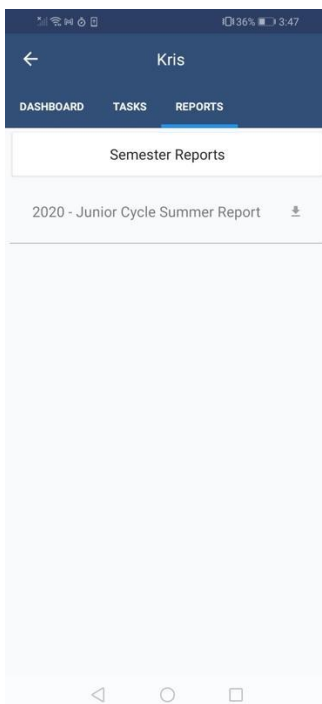 36% 3:47
Kris
DASHBOARD TASKS REPORTS
Semester Reports
2020 - Junior Cycle Summer Report